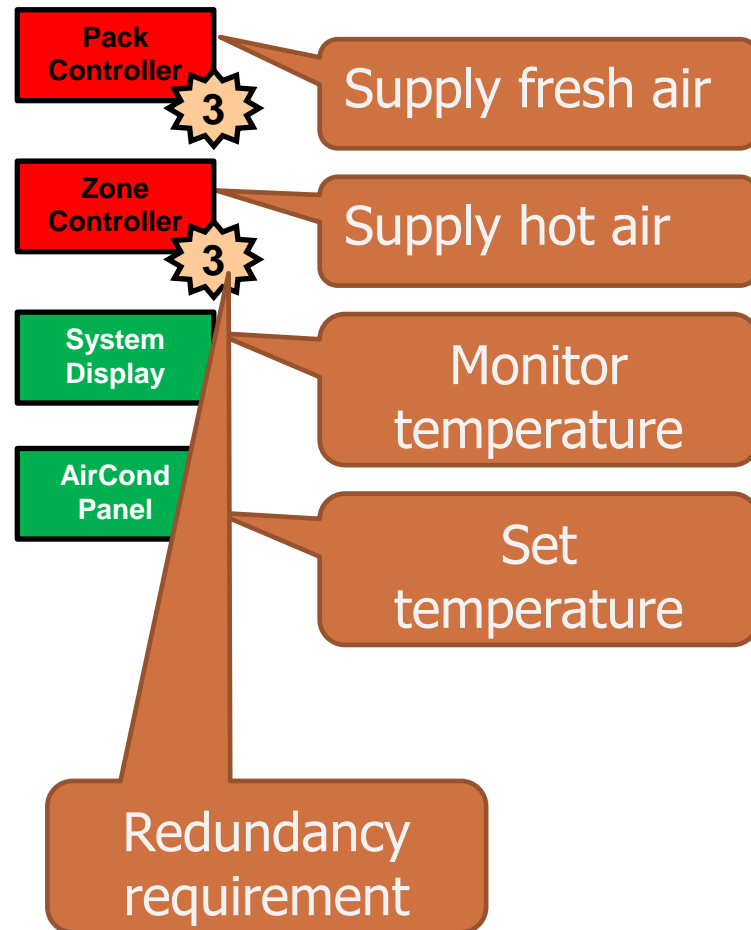 Pack
Controller
3
Supply fresh air
Zone
Controller
3
Supply hot air
System
Display
Monitor
temperature
AirCond
Panel
Set
temperature
Redundancy
requirement